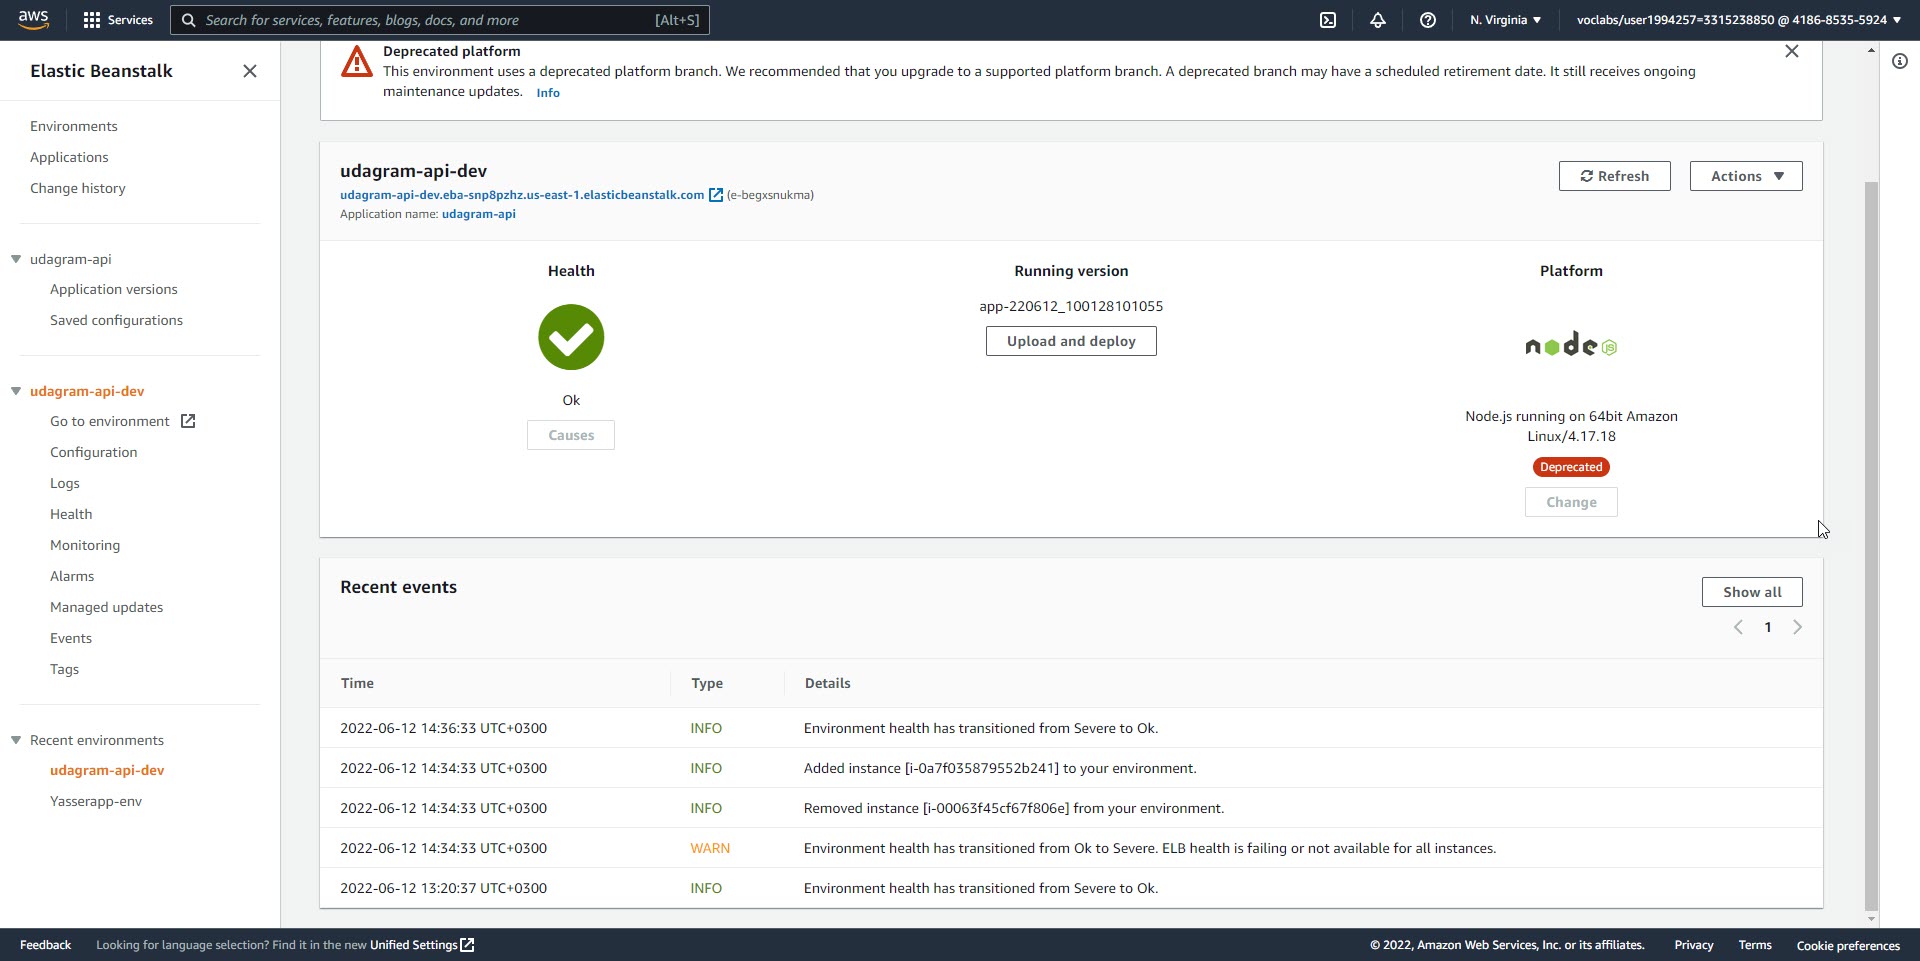 aws
Services
Search for services, features, blogs, docs, and more
[Alt+S]
N. Virginia
voclabs/user1994257=3315238850 @ 4186-8535-5924
Elastic Beanstalk
Environments
Applications
Change history
udagram-api
Application versions
Saved configurations
udagram-api-dev
Go to environment
Configuration
Logs
Health
Monitoring
Alarms
Managed updates
Events
Tags
Recent environments
udagram-api-dev
Yasserapp-env
Deprecated platform
This environment uses a deprecated platform branch. We recommended that you upgrade to a supported platform branch. A deprecated branch may have a scheduled retirement date. It still receives ongoing
maintenance updates. Info
udagram-api-dev
udagram-api-dev.eba-snp8pzhz.us-east-1.elasticbeanstalk.com (e-begxsnukma)
Application name: udagram-api
Refresh
Actions
Health
Ok
Causes
Running version
app-220612_100128101055
Upload and deploy
Platform
node JS
Node.js running on 64bit Amazon
Linux/4.17.18
Deprecated
Change
Recent events
Show all
1
Time Type Details
2022-06-12 14:36:33 UTC+0300 INFO Environment health has transitioned from Severe to Ok.
2022-06-12 14:34:33 UTC+0300 INFO Added instance [i-0a7f035879552b241] to your environment.
2022-06-12 14:34:33 UTC+0300 INFO Removed instance [i-00063f45cf67f806e] from your environment.
2022-06-12 14:34:33 UTC+0300 WARN Environment health has transitioned from Ok to Severe. ELB health is failing or not available for all instances.
2022-06-12 13:20:37 UTC+0300 INFO Environment health has transitioned from Severe to Ok.
Feedback
Looking for language selection? Find it in the new Unified Settings
© 2022, Amazon Web Services, Inc. or its affiliates.
Privacy
Terms
Cookie preferences